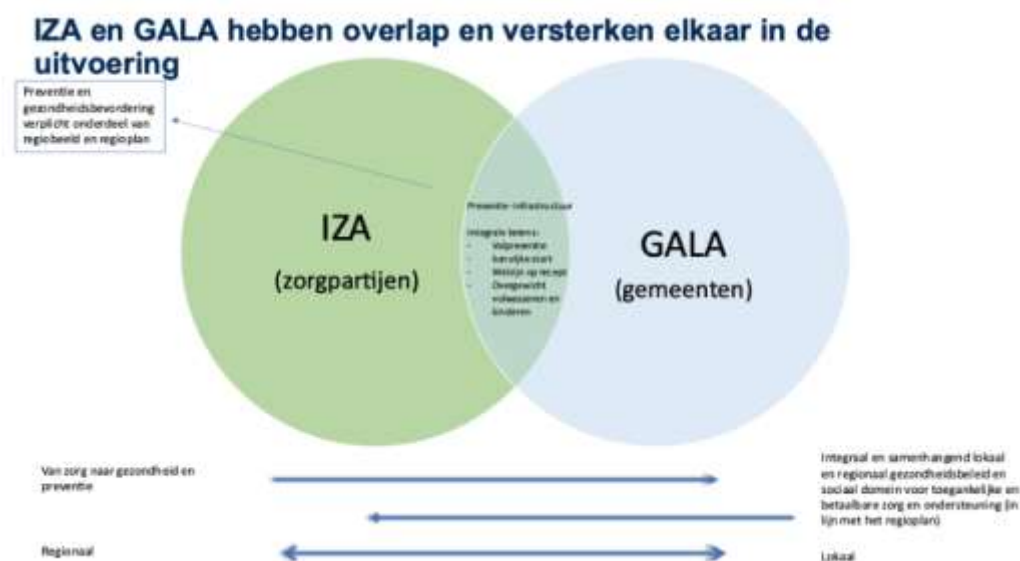 IZA en GALA hebben overlap en versterken elkaar in de
uitvoering
Preventie en
gezondheidsbevordering
verplicht onderdeel van
regiobeeld en regioplan
IZA
(zorgpartijen)
Preventie-infrastructuur
Integrale ketens:
- Valpreventie
- kansrijke start
- Welzijn op recept
- Overgewicht
volwassenen en
kinderen
GALA
(gemeenten)
Van zorg naar gezondheid en
preventie
Integraal en samenhangend lokaal
en regionaal gezondheidsbeleid en
sociaal domein voor toegankelijke en
betaalbare zorg en ondersteuning (in
lijn met het regioplan)
Regionaal
Lokaal